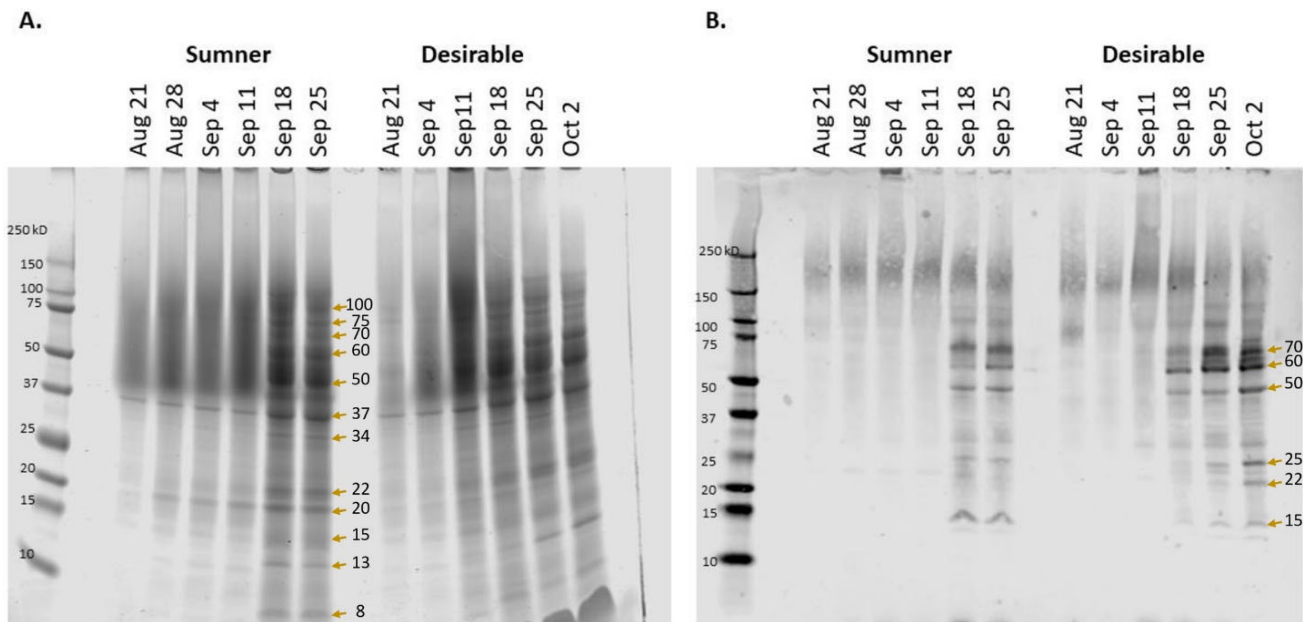 A.
Sumner
Desirable
Aug 21
Aug 28
Sep 4
Sep 11
Sep 18
Sep 25
Aug 21
Sep 4
Sep11
Sep 18
Sep 25
Oct 2
250 kD
150
100
75
50
37
25
20
15
10
100
75
70
60
50
37
34
22
20
15
13
8
B.
Sumner
Desirable
Aug 21
Aug 28
Sep 4
Sep 11
Sep 18
Sep 25
Aug 21
Sep 4
Sep11
Sep 18
Sep 25
Oct 2
250 kD
150
100
75
50
37
25
20
15
10
70
60
50
25
22
15